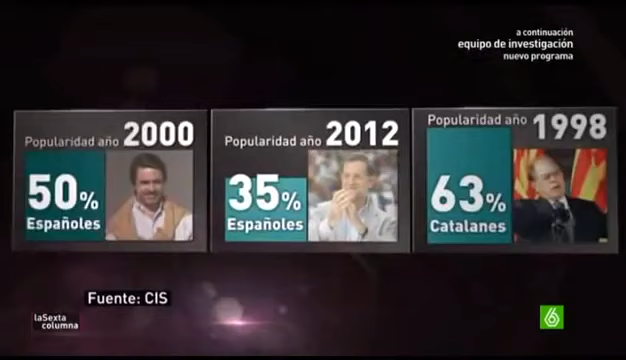 a continuación
equipo de investigación
nuevo programa
Popularidad año 2000
50%
Españoles
Popularidad año 2012
35%
Españoles
Popularidad año 1998
63%
Catalanes
Fuente: CIS
laSexta
columna
6